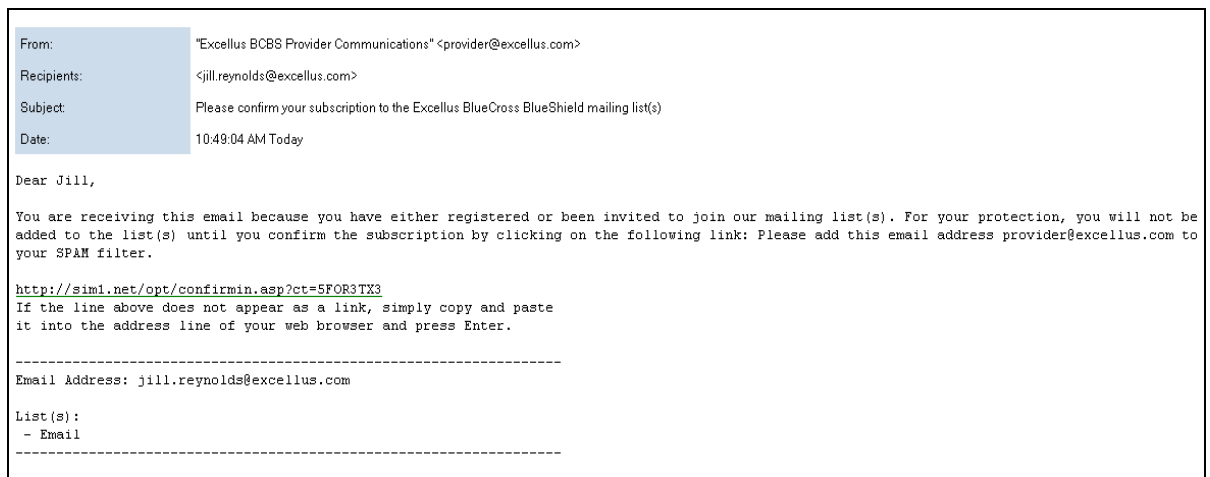 From: "Excellus BCBS Provider Communications" <provider@excellus.com>
Recipients: <jill.reynolds@excellus.com>
Subject: Please confirm your subscription to the Excellus BlueCross BlueShield mailing list(s)
Date: 10:49:04 AM Today
Dear Jill,
You are receiving this email because you have either registered or been invited to join our mailing list(s). For your protection, you will not be
added to the list(s) until you confirm the subscription by clicking on the following link: Please add this email address provider@excellus.com to
your SPAM filter.
http://sim1.net/opt/confirmin.asp?ct=5FOR3TX3
If the line above does not appear as a link, simply copy and paste
it into the address line of your web browser and press Enter.
-------------------------------------------------------------------
Email Address: jill.reynolds@excellus.com
List(s):
- Email
-------------------------------------------------------------------